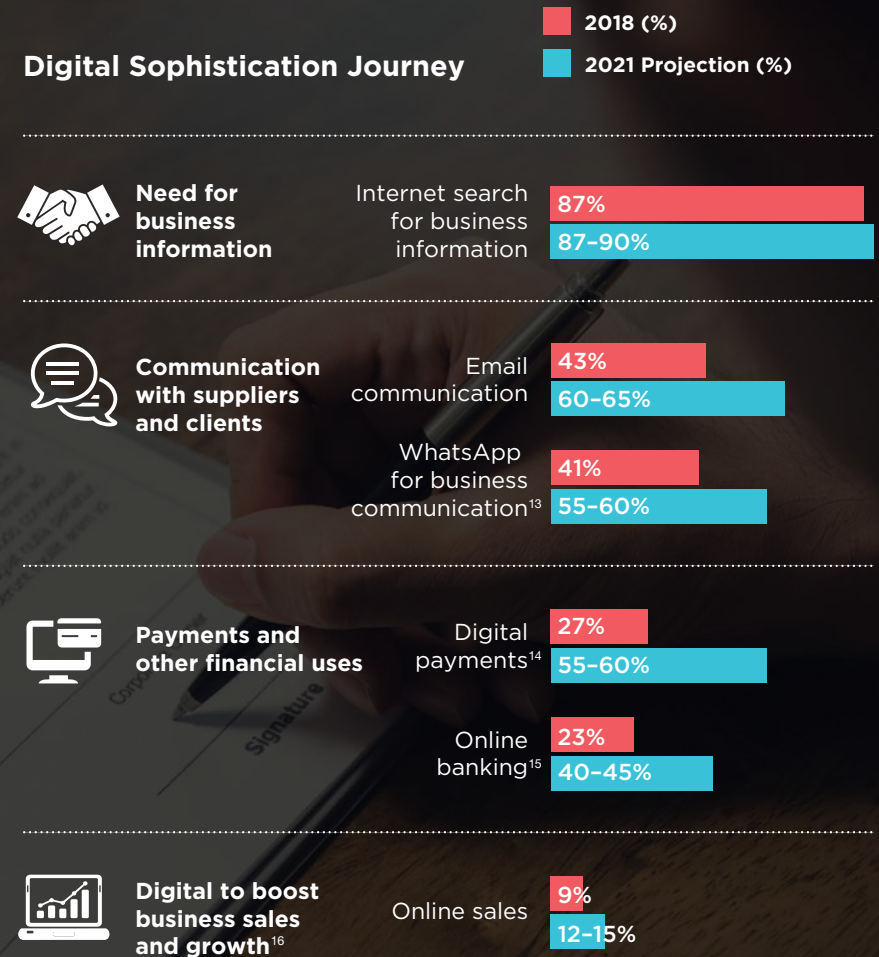 2018 (%)
Digital Sophistication Journey
2021 Projection (%)
Need for
business
information
Internet search
for business
information
87%
87–90%
Communication
with suppliers
and clients
Email
communication
43%
60–65%
WhatsApp
for business
communication¹³
41%
55–60%
Payments and
other financial uses
Digital
payments¹⁴
27%
55–60%
Online
banking¹⁵
23%
40–45%
Digital to boost
business sales
and growth¹⁶
Online sales
9%
12–15%
Signature